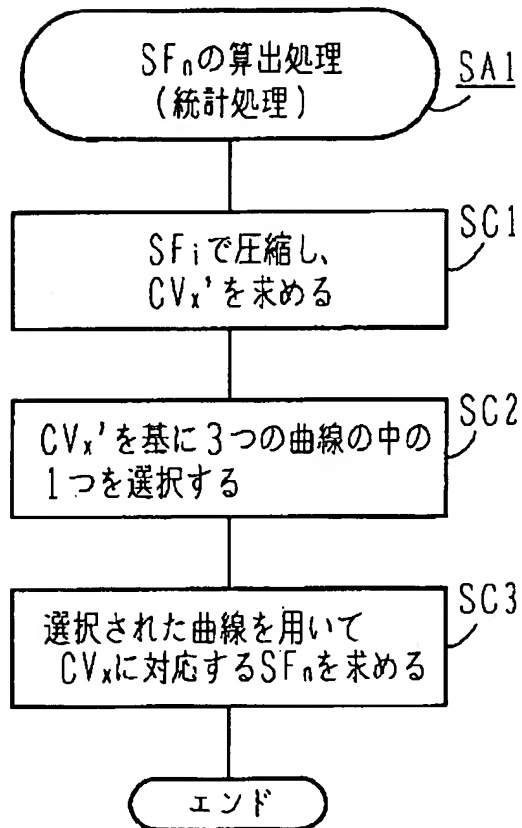 SFnの算出処理
(統計処理)
SA1
SC1
SFiで圧縮し、
CVx'を求める
SC2
CVx'を基に3つの曲線の中の
1つを選択する
SC3
選択された曲線を用いて
CVxに対応するSFnを求める
エンド